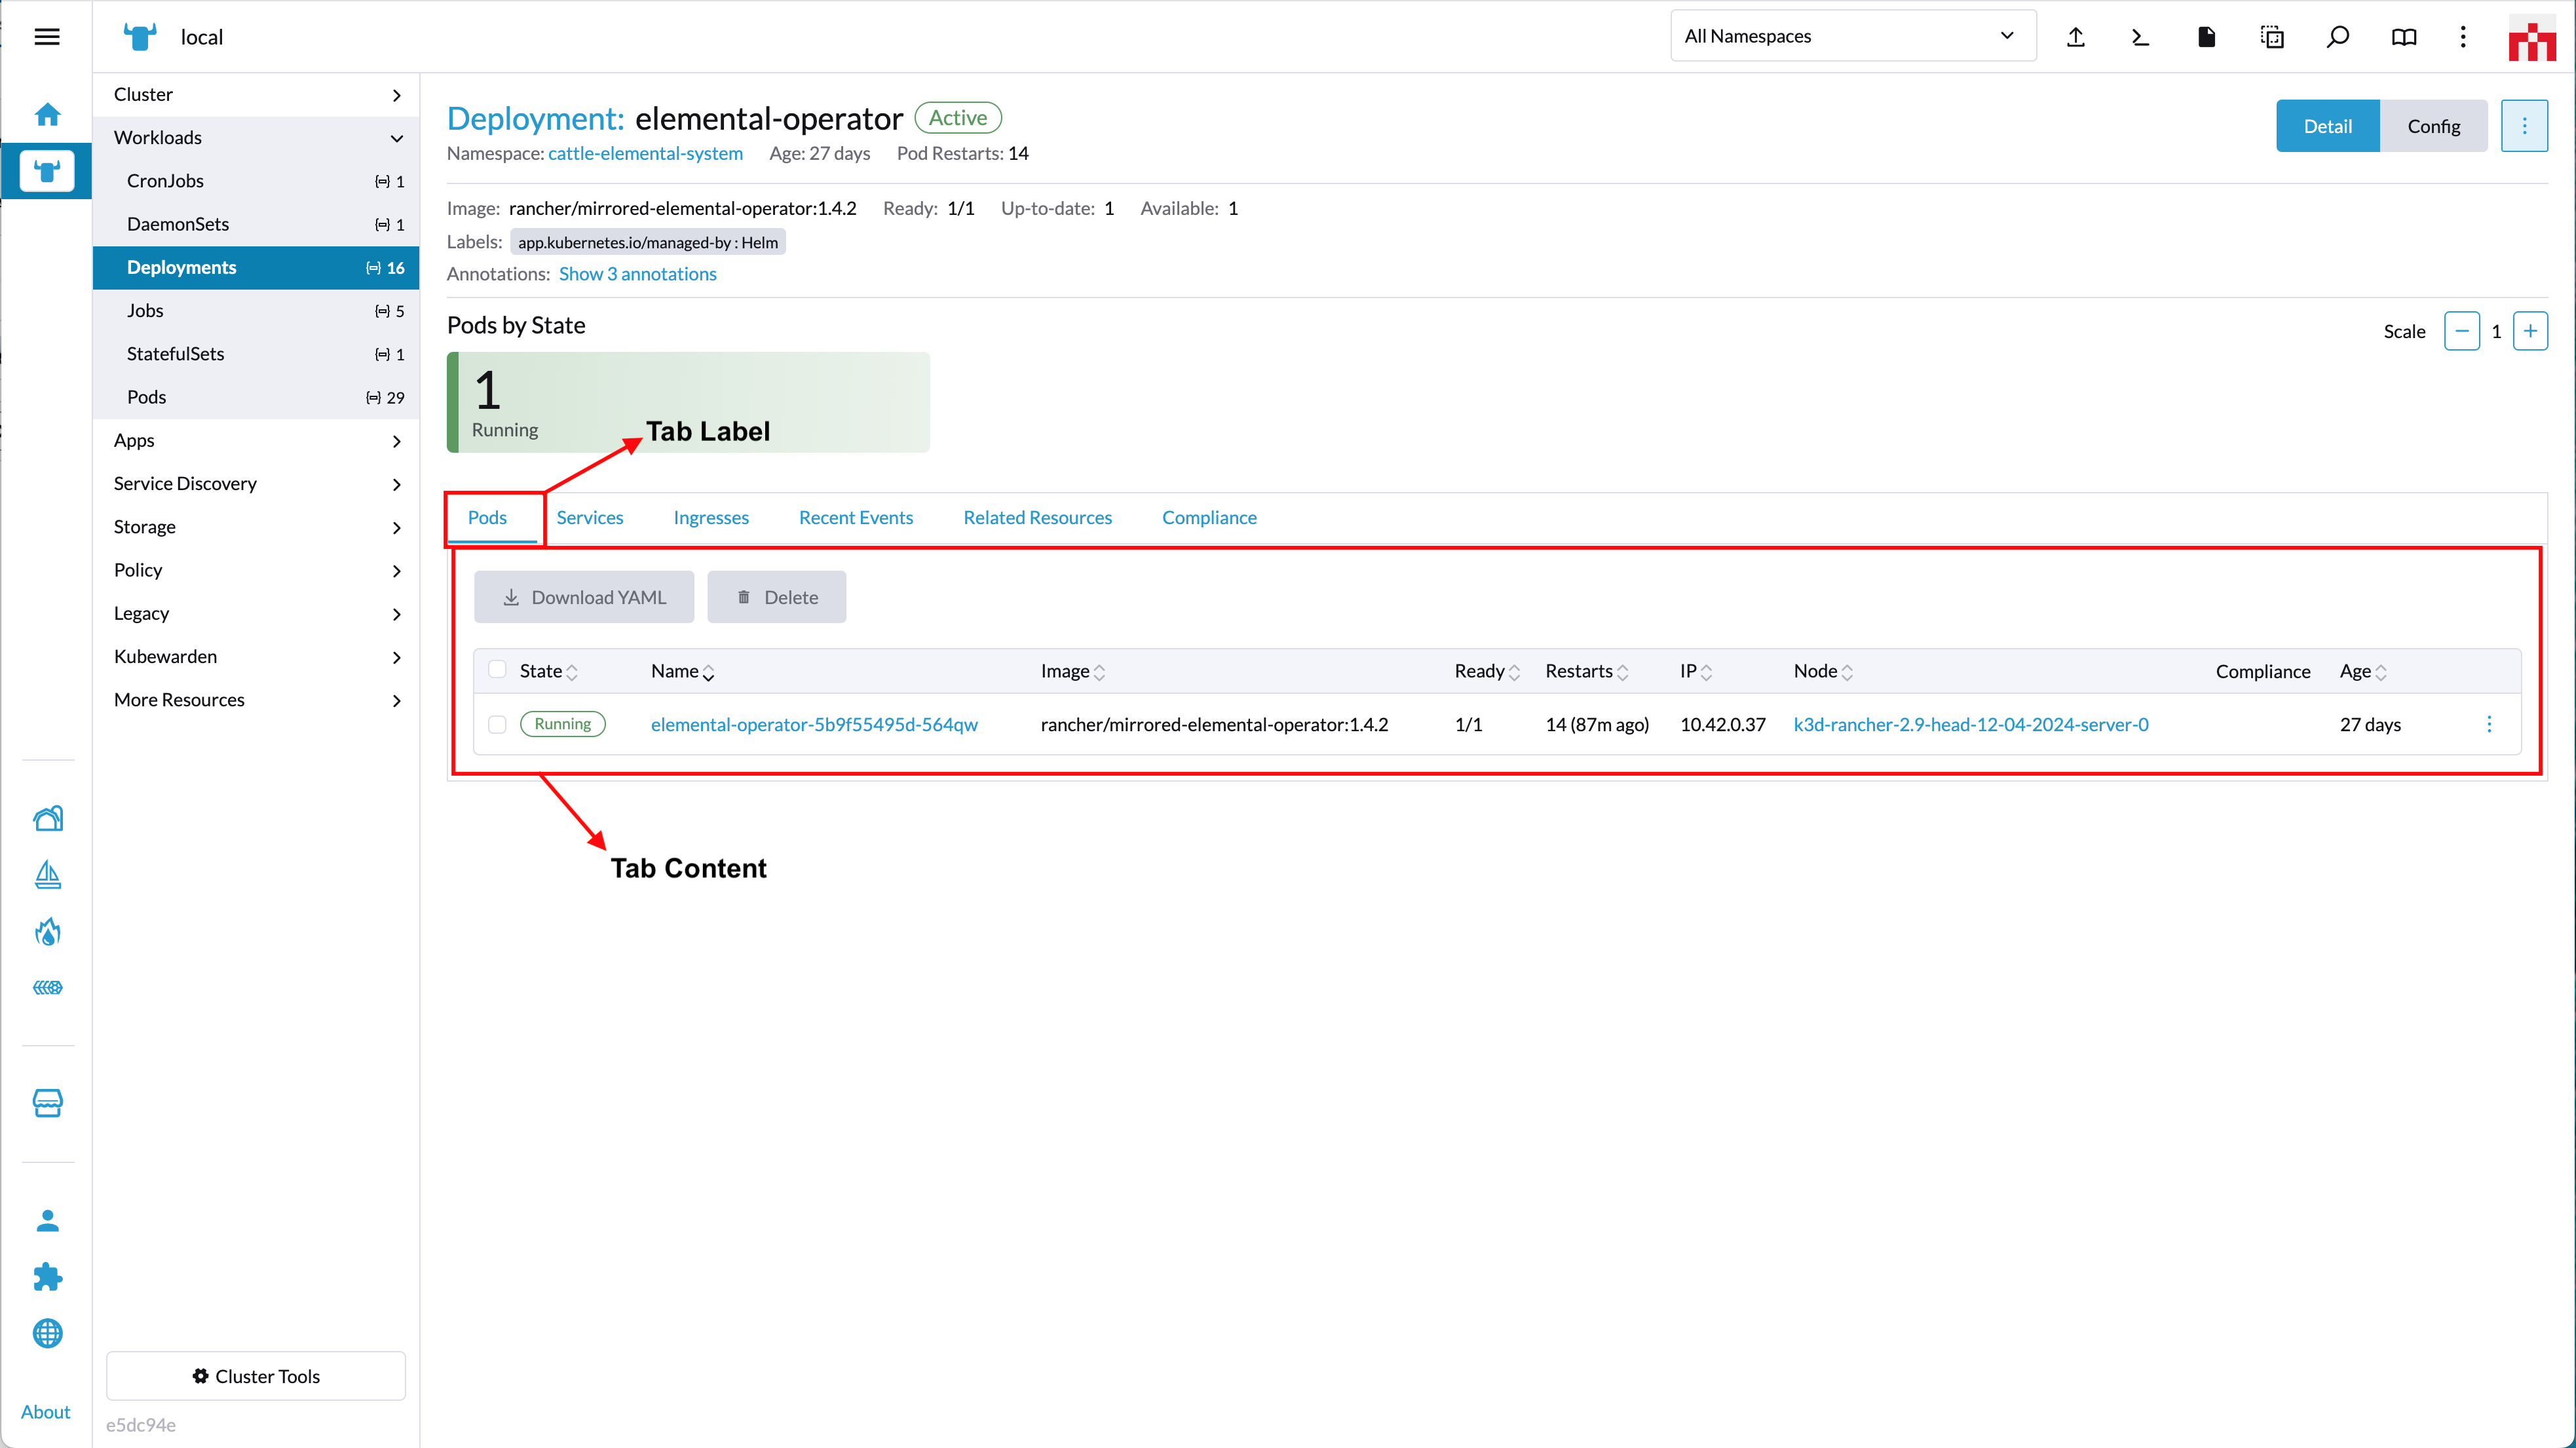 local
All Namespaces
Cluster
Workloads
CronJobs 1
DaemonSets 1
Deployments 16
Jobs 5
StatefulSets 1
Pods 29
Apps
Service Discovery
Storage
Policy
Legacy
Kubewarden
More Resources
Cluster Tools
e5dc94e
About
Deployment: elemental-operator Active
Detail Config
Namespace: cattle-elemental-system Age: 27 days Pod Restarts: 14
Image: rancher/mirrored-elemental-operator:1.4.2 Ready: 1/1 Up-to-date: 1 Available: 1
Labels: app.kubernetes.io/managed-by : Helm
Annotations: Show 3 annotations
Pods by State
Scale 1
1
Running
Tab Label
Pods Services Ingresses Recent Events Related Resources Compliance
Download YAML Delete
State Name Image Ready Restarts IP Node Compliance Age
Running elemental-operator-5b9f55495d-564qw rancher/mirrored-elemental-operator:1.4.2 1/1 14 (87m ago) 10.42.0.37 k3d-rancher-2.9-head-12-04-2024-server-0 27 days
Tab Content